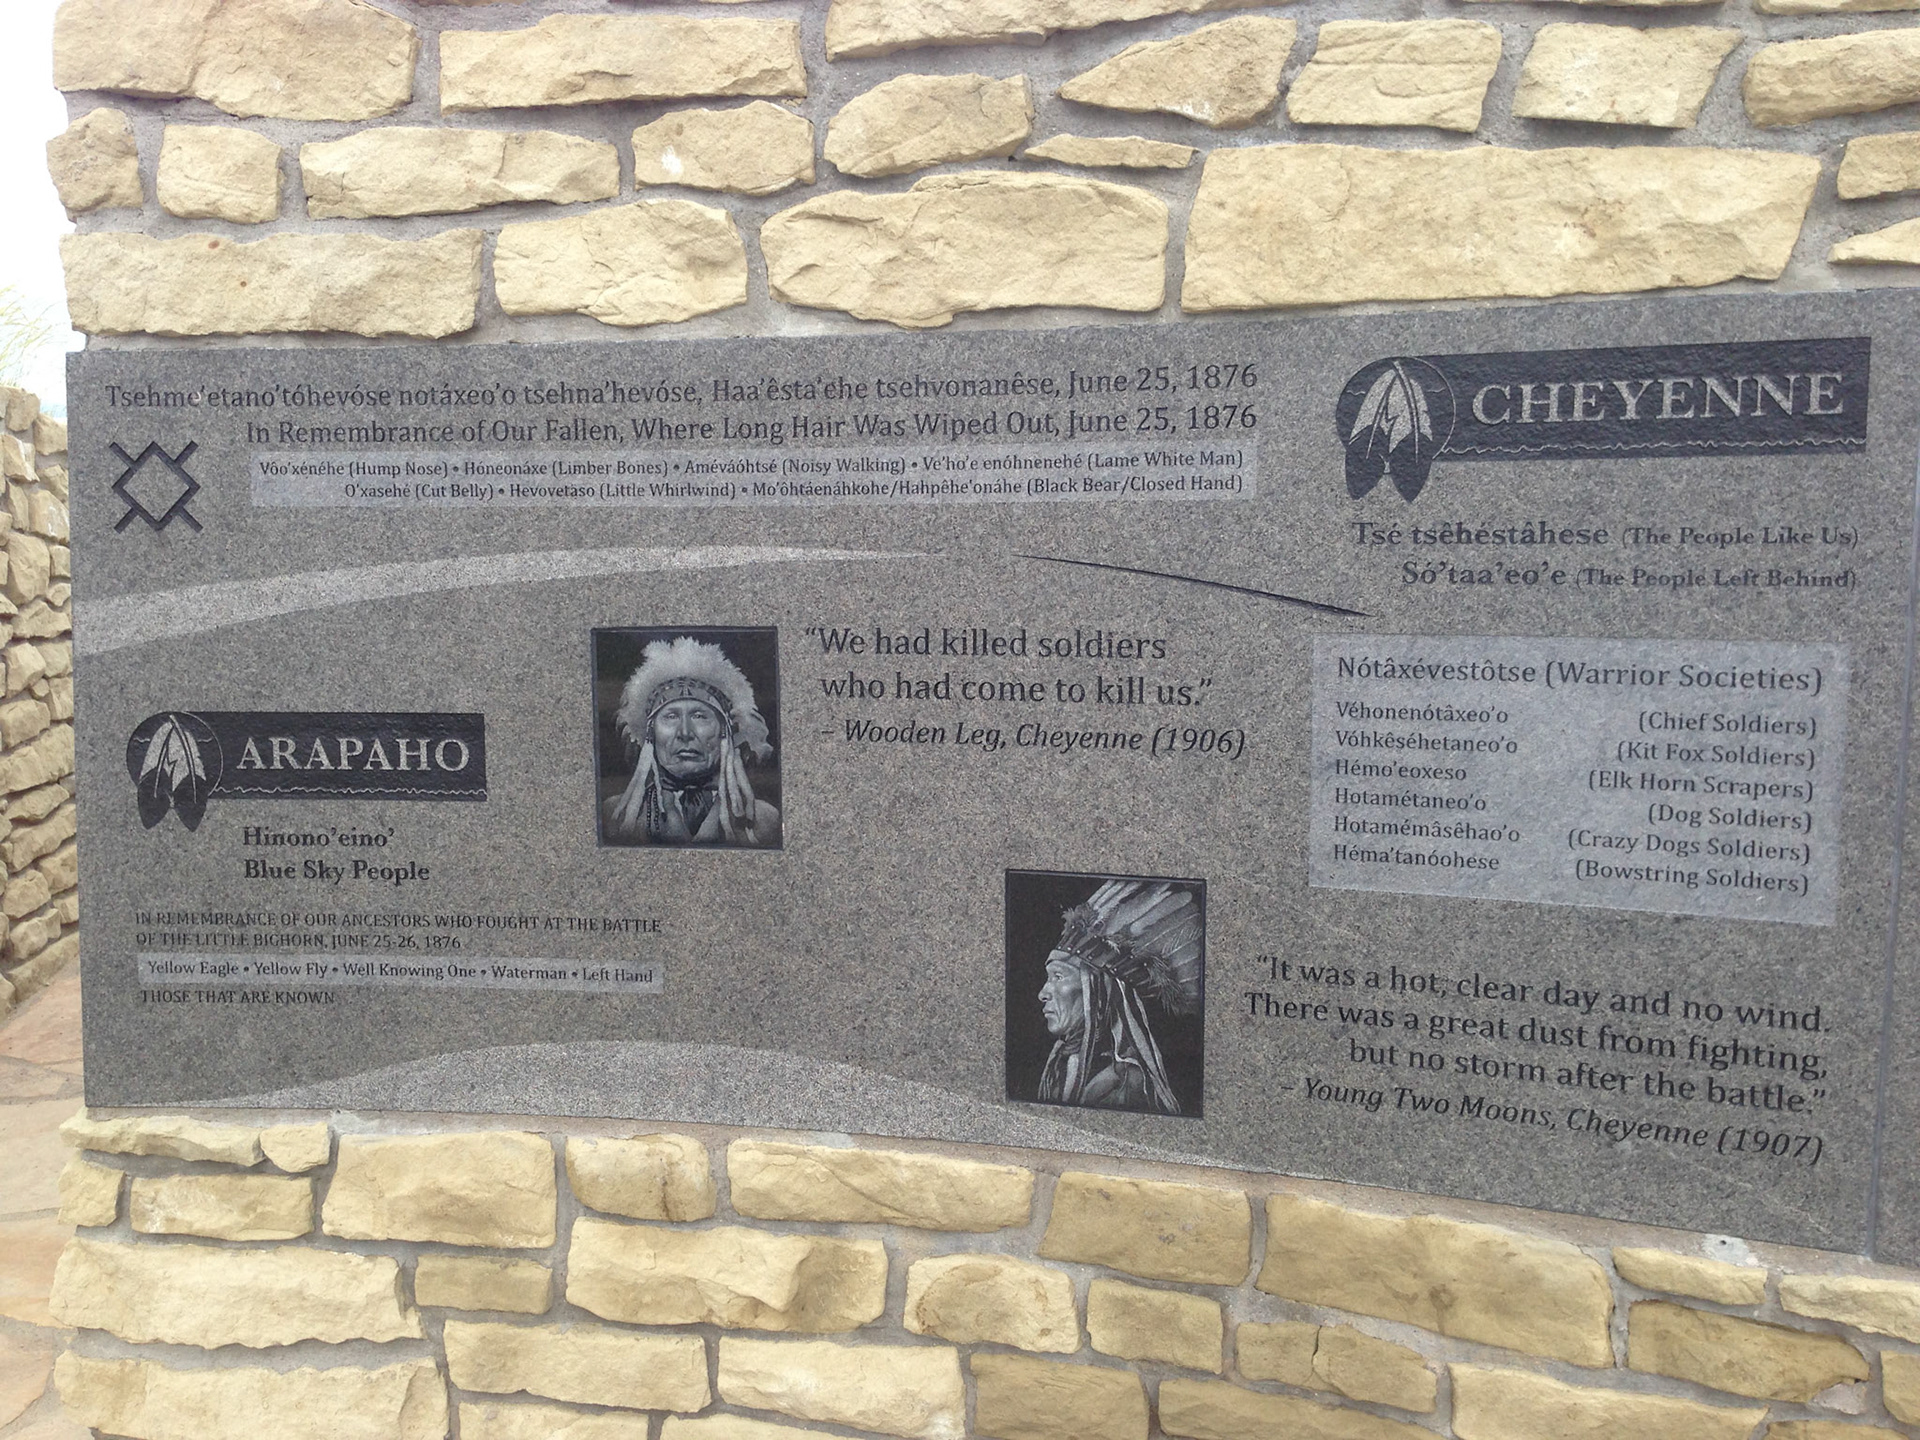 Tsehme'etano'tóhevóse notáxeo'o tsehna'hevóse, Haa'êsta'ehe tsehvonanêse, June 25, 1876
In Remembrance of Our Fallen, Where Long Hair Was Wiped Out, June 25, 1876
Vôo'xénéhe (Hump Nose) • Hóneonáxe (Limber Bones) • Améváóhtsé (Noisy Walking) • Ve'ho'e enóhnenehé (Lame White Man)
O'xasehé (Cut Belly) • Hevovetäso (Little Whirlwind) • Mo'ôhtáenáhkohe/Hahpêhe'onáhe (Black Bear/Closed Hand)
CHEYENNE
Tsé tsêhéstâhese (The People Like Us)
Só'taa'eo'e (The People Left Behind)
"We had killed soldiers
who had come to kill us."
– Wooden Leg, Cheyenne (1906)
Nótâxévestôtse (Warrior Societies)
Véhonenótâxeo'o (Chief Soldiers)
Vóhkêséhetaneo'o (Kit Fox Soldiers)
Hémo'eoxeso (Elk Horn Scrapers)
Hotamétaneo'o (Dog Soldiers)
Hotamémâsêhao'o (Crazy Dogs Soldiers)
Héma'tanóohese (Bowstring Soldiers)
ARAPAHO
Hinono'eino'
Blue Sky People
IN REMEMBRANCE OF OUR ANCESTORS WHO FOUGHT AT THE BATTLE
OF THE LITTLE BIGHORN, JUNE 25-26, 1876
Yellow Eagle • Yellow Fly • Well Knowing One • Waterman • Left Hand
THOSE THAT ARE KNOWN
"It was a hot, clear day and no wind.
There was a great dust from fighting,
but no storm after the battle."
– Young Two Moons, Cheyenne (1907)